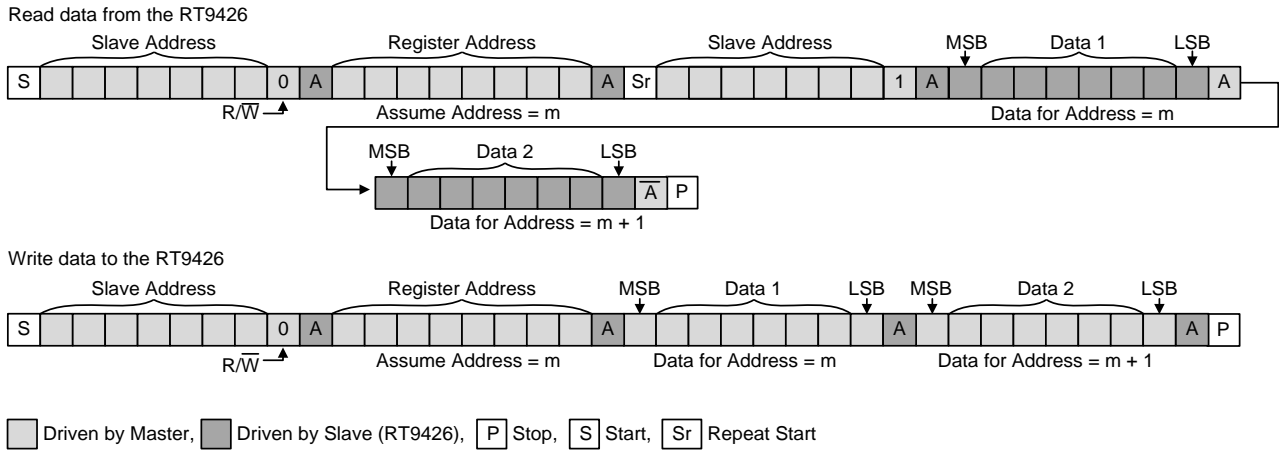 Read data from the RT9426
Slave Address Register Address Slave Address MSB Data 1 LSB
S 0 A A Sr 1 A A
R/W̅ Assume Address = m Data for Address = m
MSB Data 2 LSB
A̅ P
Data for Address = m + 1
Write data to the RT9426
Slave Address Register Address MSB Data 1 LSB MSB Data 2 LSB
S 0 A A A A P
R/W̅ Assume Address = m Data for Address = m Data for Address = m + 1
Driven by Master, Driven by Slave (RT9426), P Stop, S Start, Sr Repeat Start